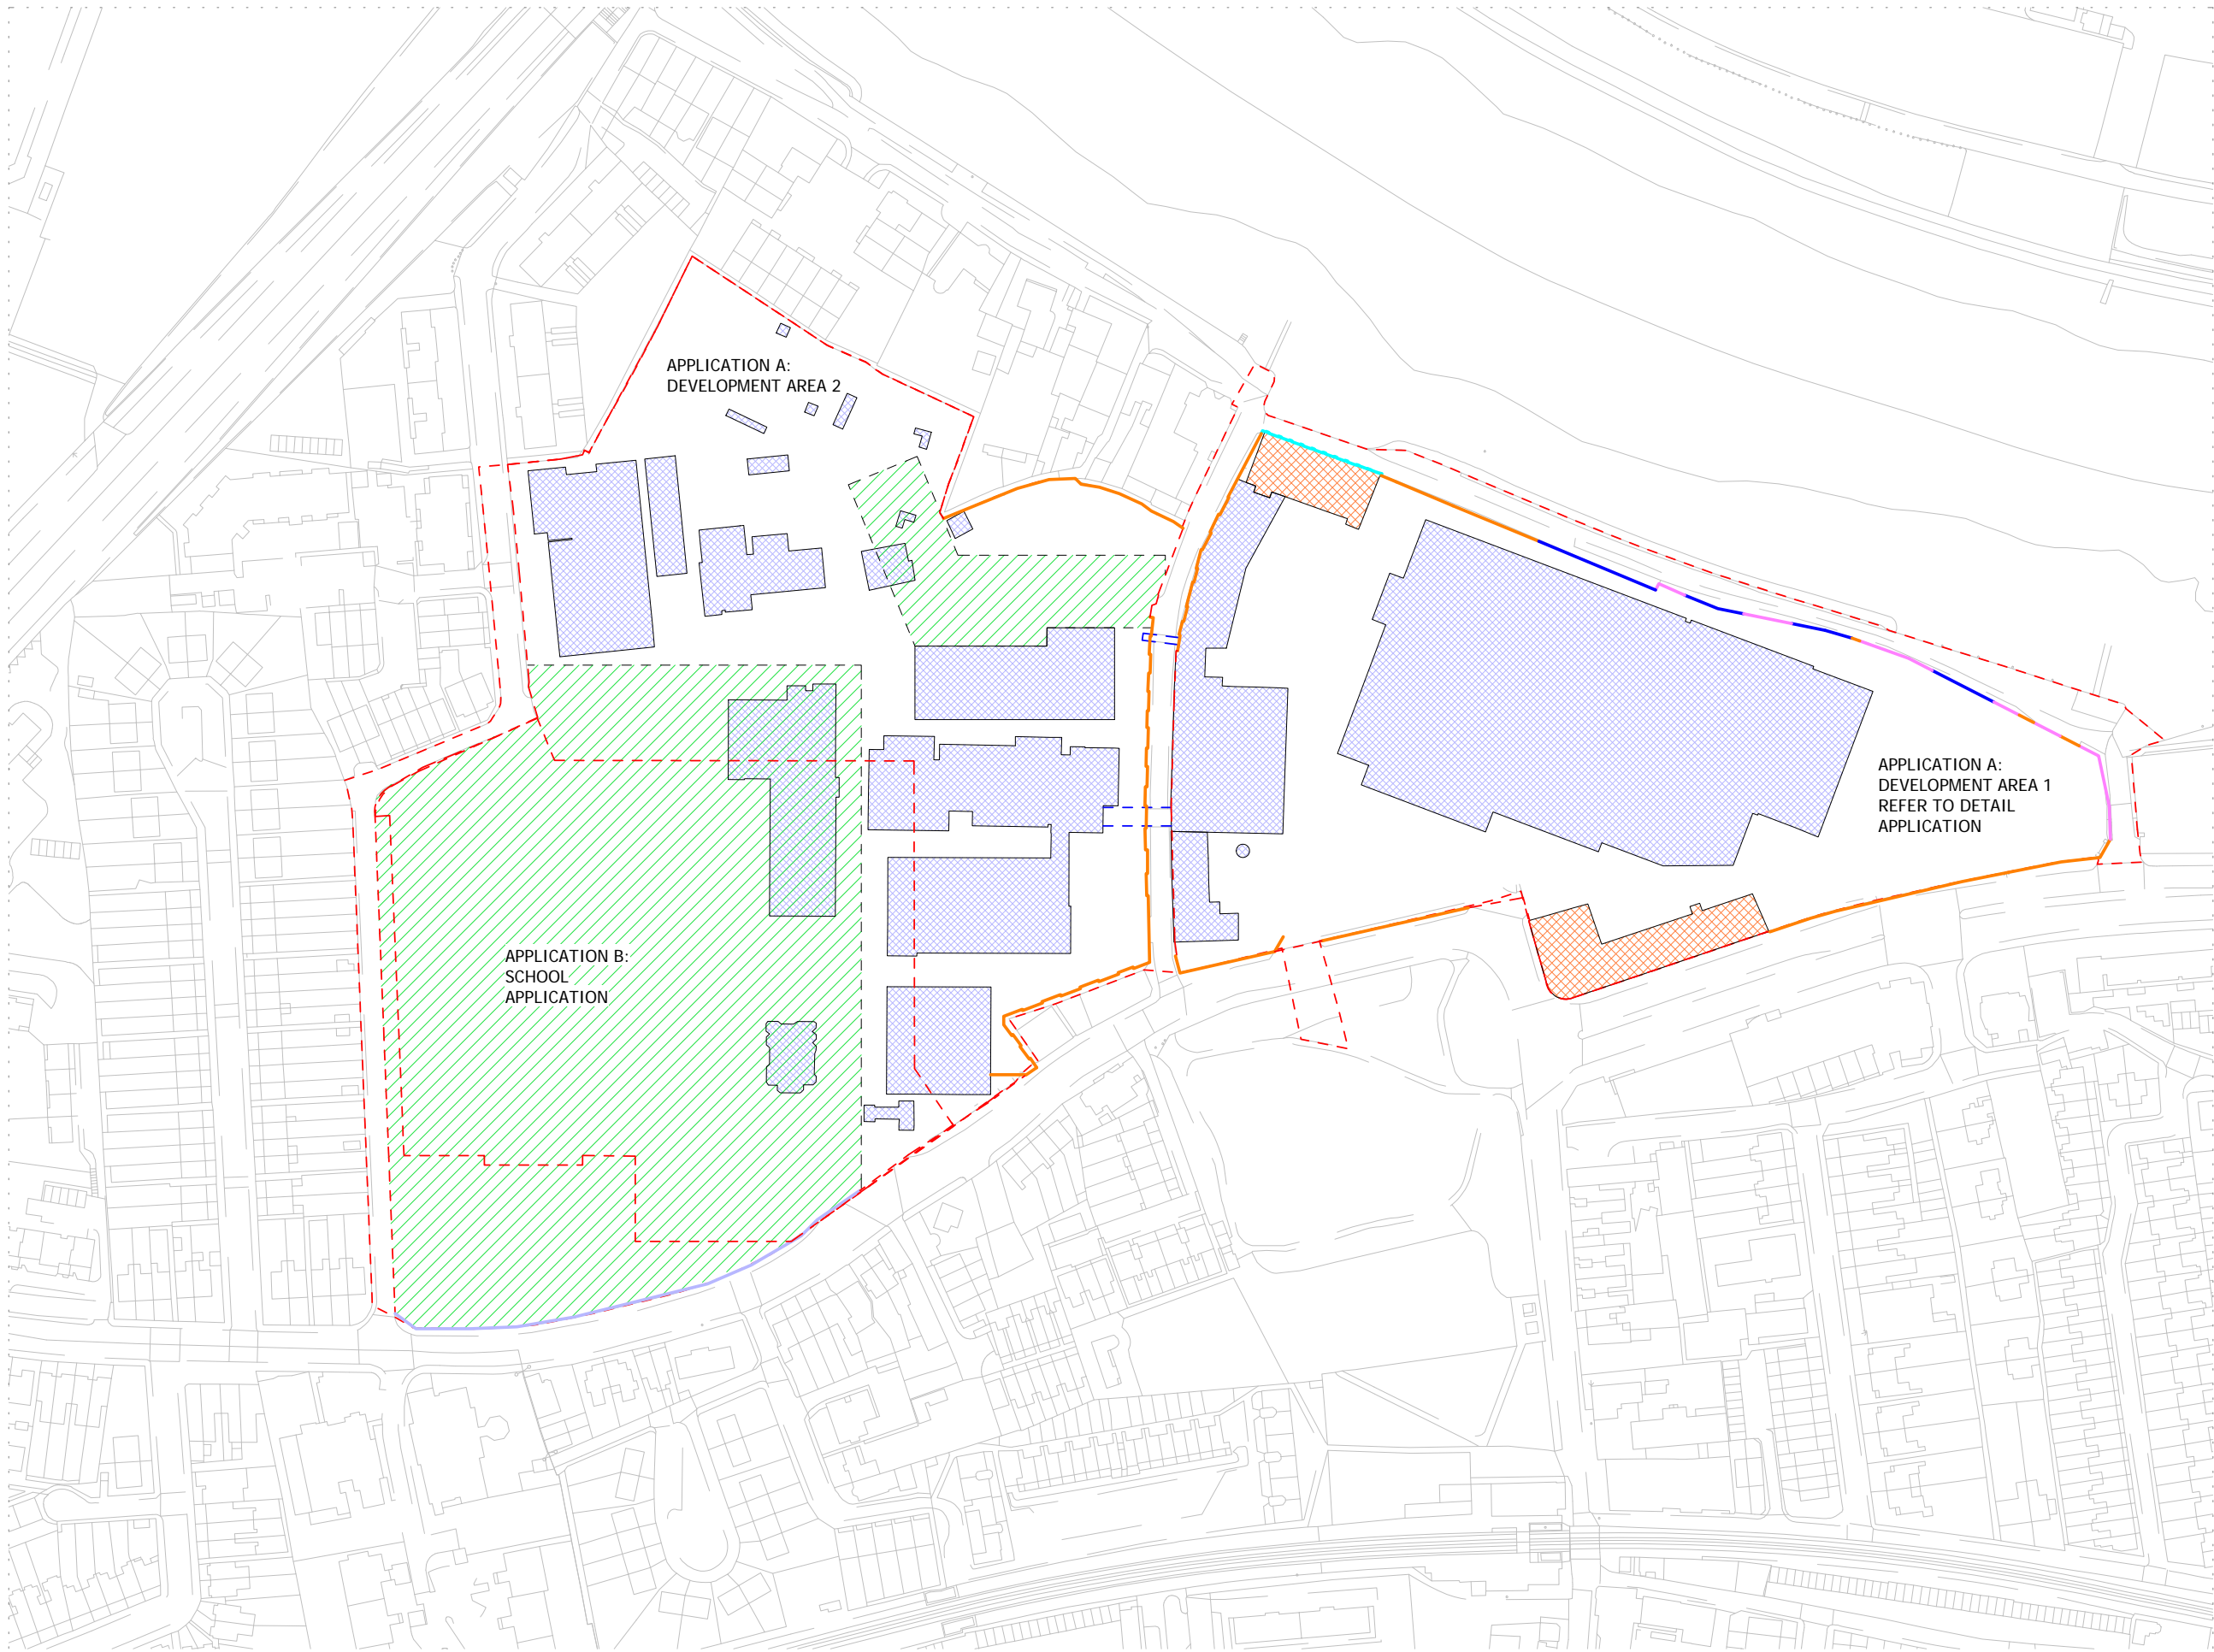 APPLICATION A:
DEVELOPMENT AREA 2
APPLICATION A:
DEVELOPMENT AREA 1
REFER TO DETAIL
APPLICATION
APPLICATION B:
SCHOOL
APPLICATION